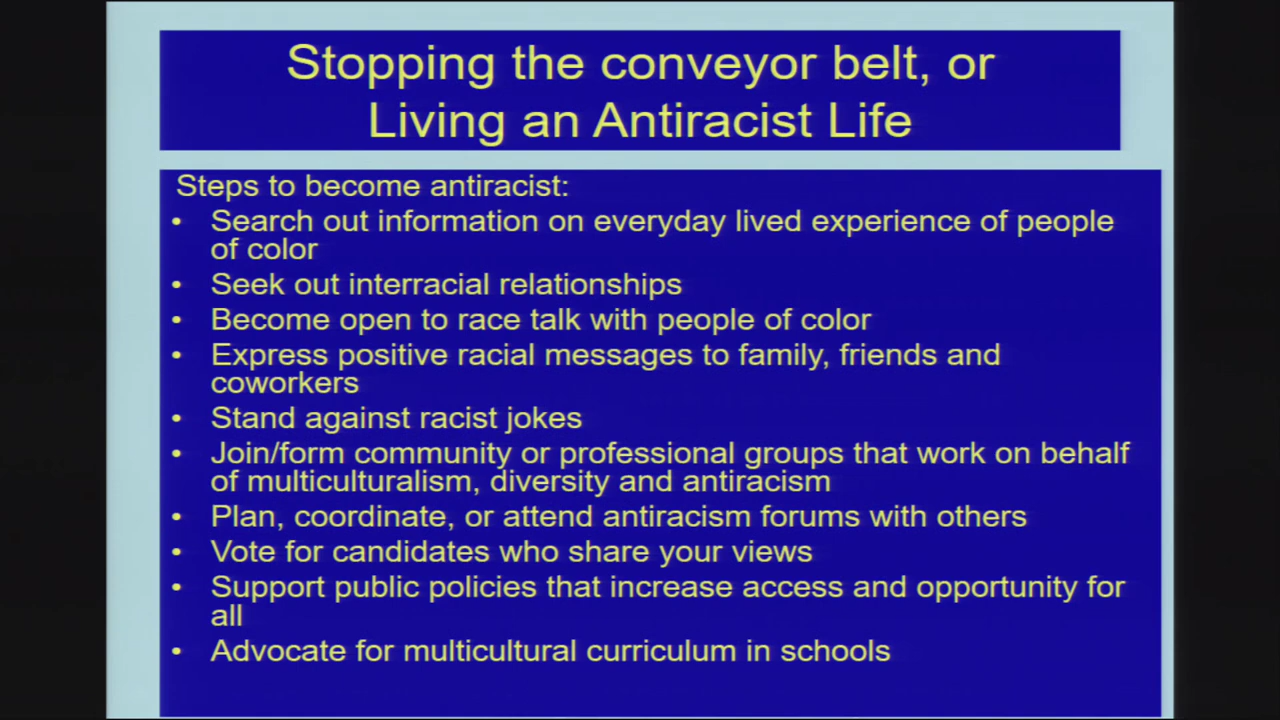 Stopping the conveyor belt, or
Living an Antiracist Life
Steps to become antiracist:
• Search out information on everyday lived experience of people
of color
• Seek out interracial relationships
• Become open to race talk with people of color
• Express positive racial messages to family, friends and
coworkers
• Stand against racist jokes
• Join/form community or professional groups that work on behalf
of multiculturalism, diversity and antiracism
• Plan, coordinate, or attend antiracism forums with others
• Vote for candidates who share your views
• Support public policies that increase access and opportunity for
all
• Advocate for multicultural curriculum in schools